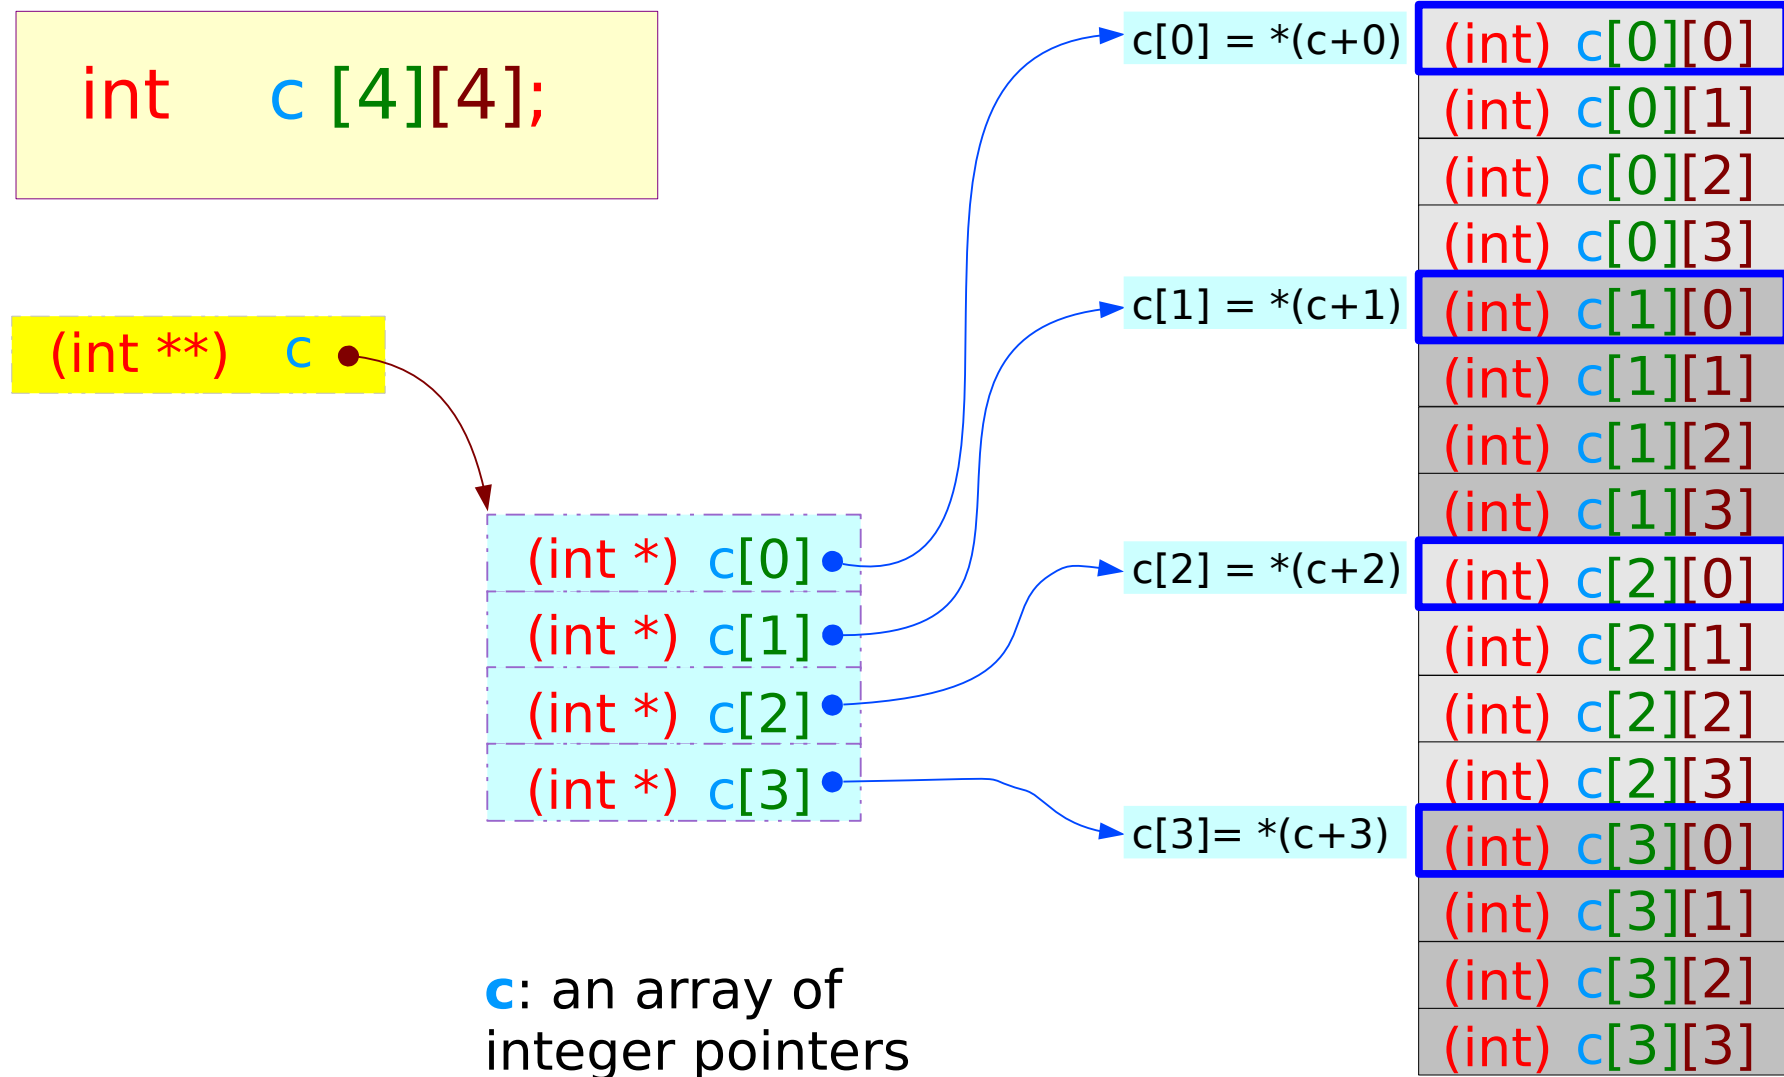 int c [4][4];
(int **) c
(int *) c[0]
(int *) c[1]
(int *) c[2]
(int *) c[3]
c: an array of
integer pointers
c[0] = *(c+0)
c[1] = *(c+1)
c[2] = *(c+2)
c[3]= *(c+3)
(int) c[0][0]
(int) c[0][1]
(int) c[0][2]
(int) c[0][3]
(int) c[1][0]
(int) c[1][1]
(int) c[1][2]
(int) c[1][3]
(int) c[2][0]
(int) c[2][1]
(int) c[2][2]
(int) c[2][3]
(int) c[3][0]
(int) c[3][1]
(int) c[3][2]
(int) c[3][3]